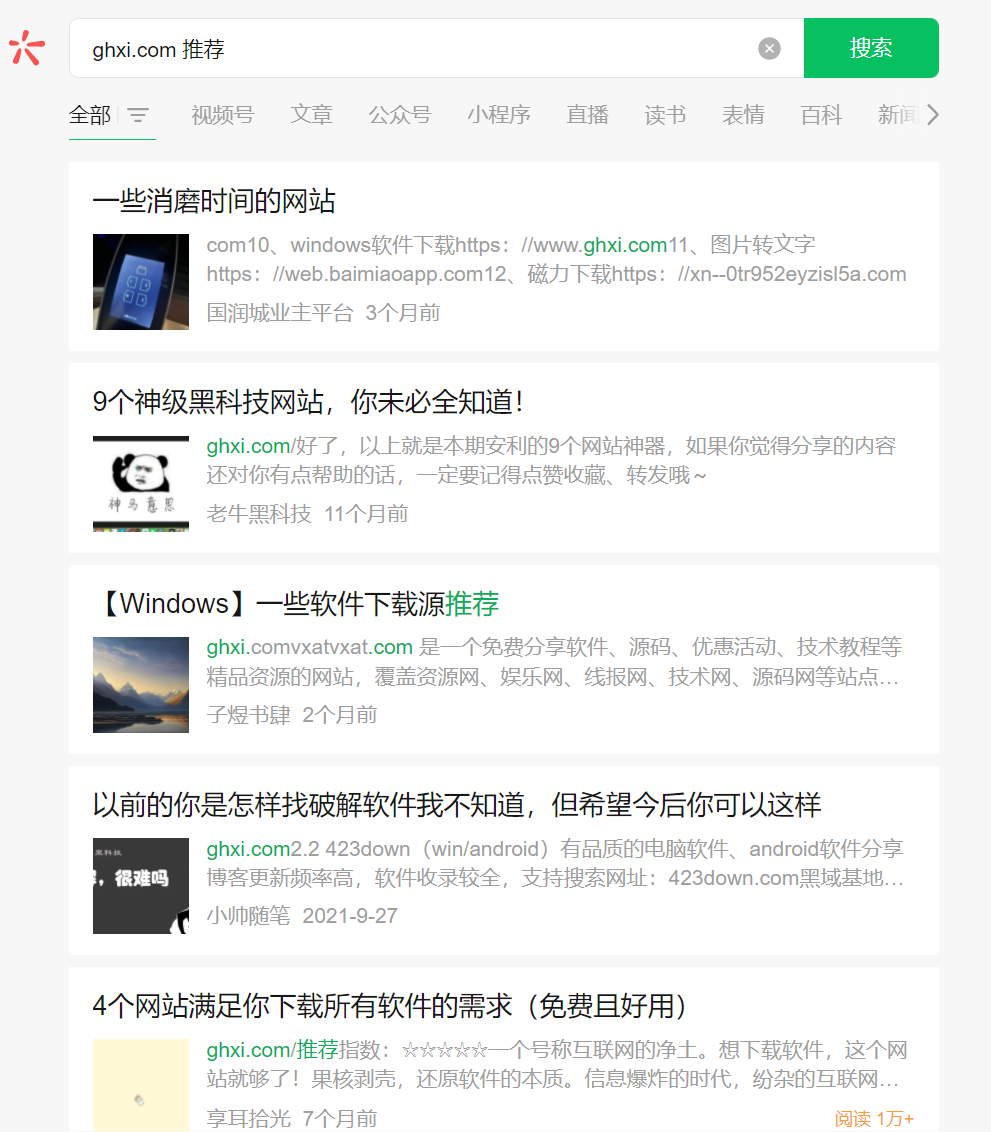 ghxi.com 推荐
搜索
全部 视频号 文章 公众号 小程序 直播 读书 表情 百科 新闻
一些消磨时间的网站
com10、windows软件下载https：//www.ghxi.com11、图片转文字
https：//web.baimiaoapp.com12、磁力下载https：//xn--0tr952eyzisl5a.com
国润城业主平台 3个月前
9个神级黑科技网站，你未必全知道！
ghxi.com/好了，以上就是本期安利的9个网站神器，如果你觉得分享的内容
还对你有点帮助的话，一定要记得点赞收藏、转发哦～
神马意思
老牛黑科技 11个月前
【Windows】一些软件下载源推荐
ghxi.comvxatvxat.com 是一个免费分享软件、源码、优惠活动、技术教程等
精品资源的网站，覆盖资源网、娱乐网、线报网、技术网、源码网等站点…
子煜书肆 2个月前
以前的你是怎样找破解软件我不知道，但希望今后你可以这样
黑科技
，很难吗
ghxi.com2.2 423down（win/android）有品质的电脑软件、android软件分享
博客更新频率高，软件收录较全，支持搜索网址：423down.com黑域基地…
小帅随笔 2021-9-27
4个网站满足你下载所有软件的需求（免费且好用）
ghxi.com/推荐指数：☆☆☆☆☆一个号称互联网的净土。想下载软件，这个网
站就够了！果核剥壳，还原软件的本质。信息爆炸的时代，纷杂的互联网…
享耳拾光 7个月前
阅读 1万+